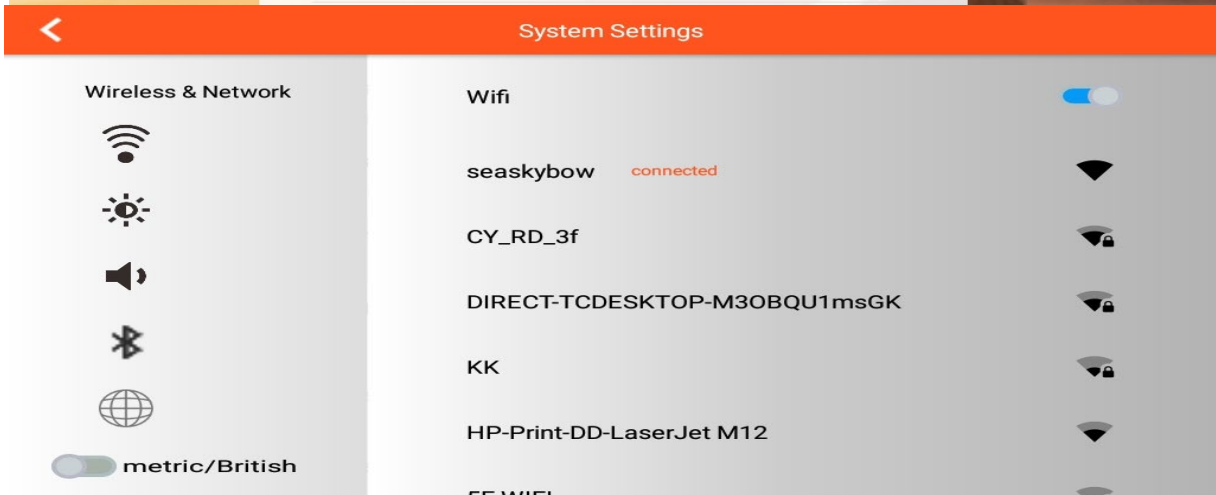 System Settings
Wireless & Network
metric/British
Wifi
seaskybow connected
CY_RD_3f
DIRECT-TCDESKTOP-M3OBQU1msGK
KK
HP-Print-DD-LaserJet M12